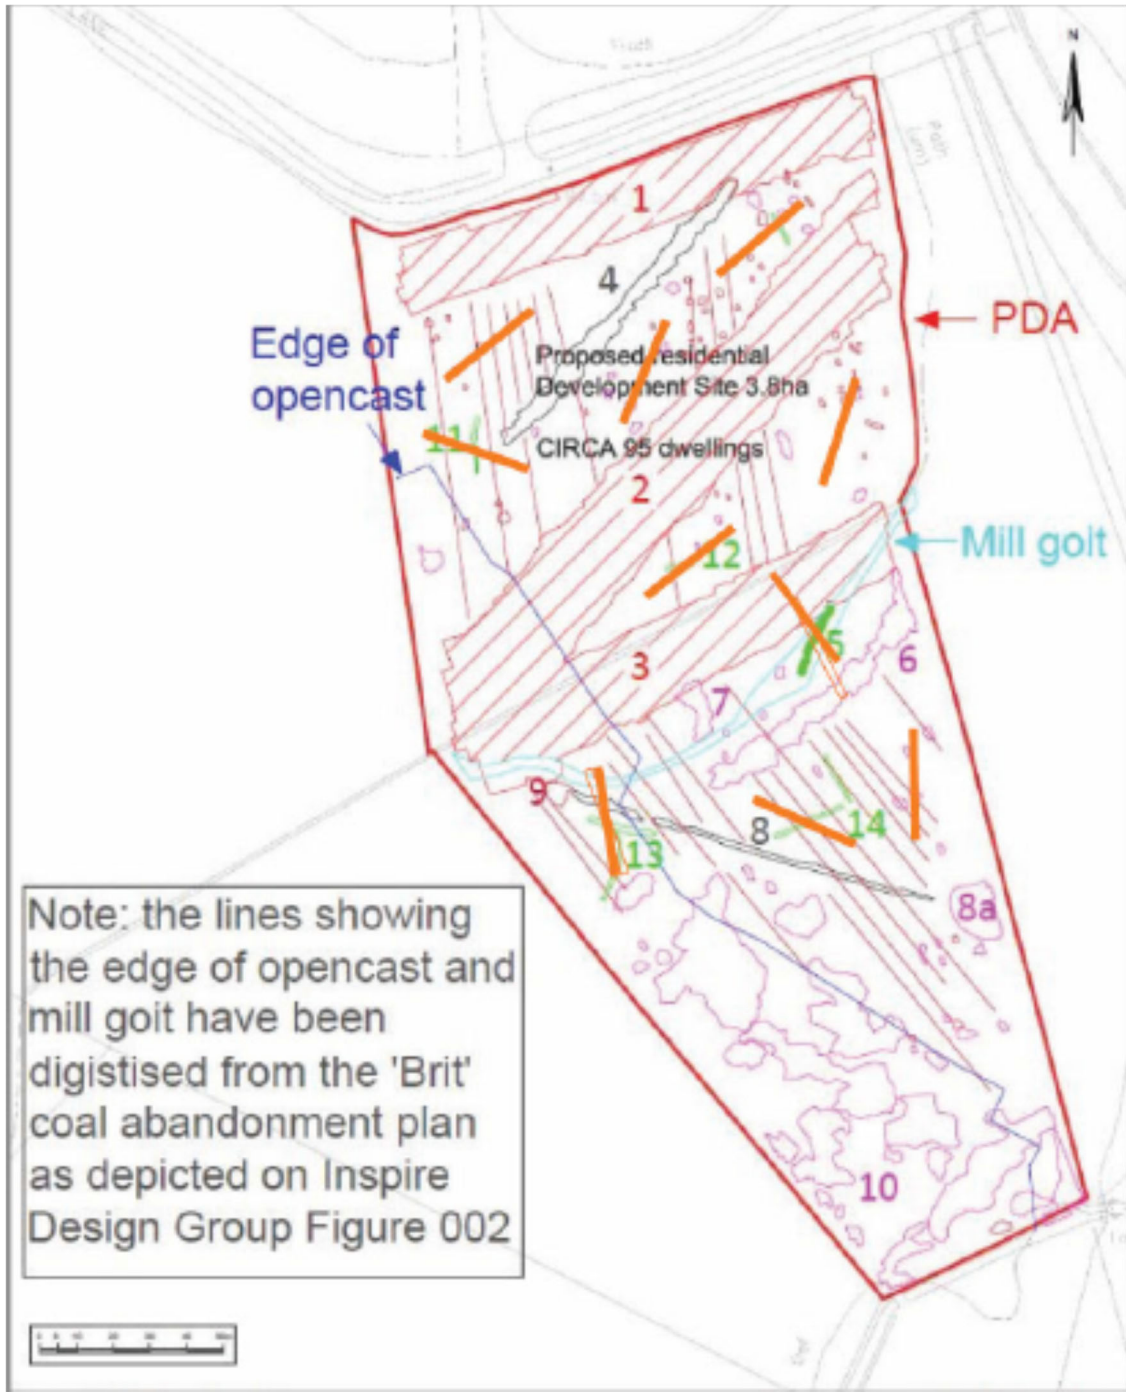 N
1
4
PDA
Edge of
opencast
Proposed residential
Development Site 3.8ha
11
CIRCA 95 dwellings
2
Mill goit
12
5
6
3
7
9
8
14
13
8a
10
Note: the lines showing
the edge of opencast and
mill goit have been
digistised from the 'Brit'
coal abandonment plan
as depicted on Inspire
Design Group Figure 002